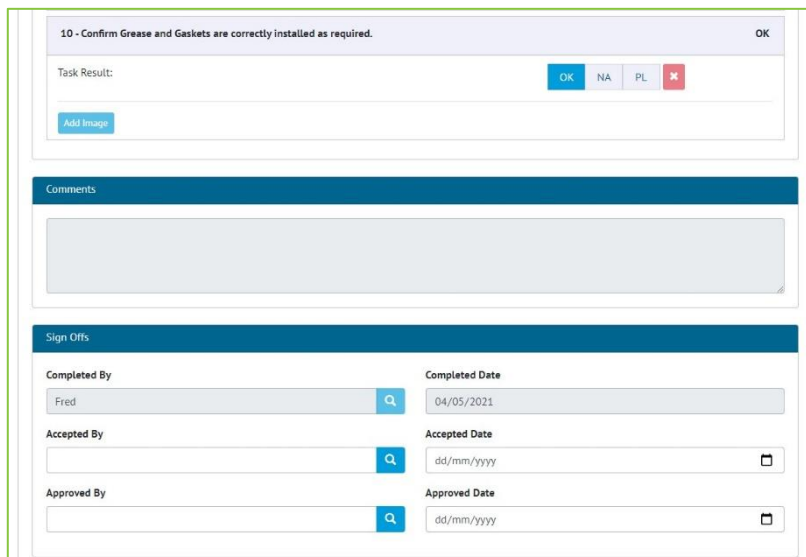 10 - Confirm Grease and Gaskets are correctly installed as required. OK
Task Result: OK NA PL
Add Image
Comments
Sign Offs
Completed By Completed Date
Fred 04/05/2021
Accepted By Accepted Date
dd/mm/yyyy
Approved By Approved Date
dd/mm/yyyy